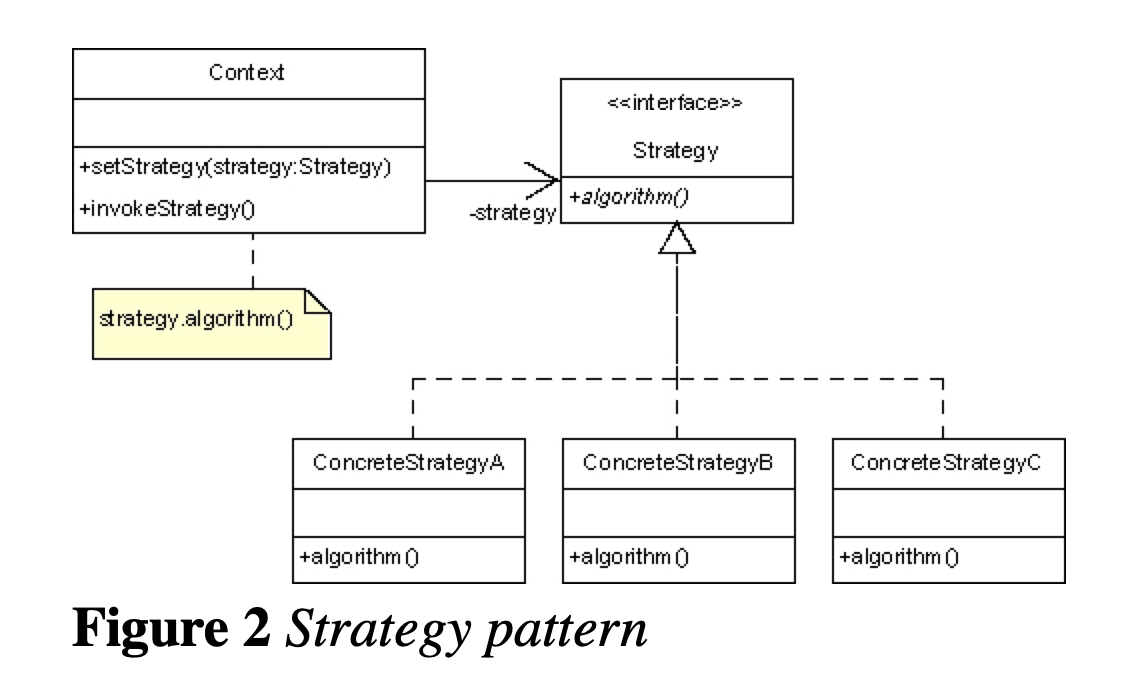 Context
+setStrategy(strategy:Strategy)
+invokeStrategy()
<<interface>>
Strategy
+algorithm()
-strategy
strategy.algorithm()
ConcreteStrategyA
+algorithm()
ConcreteStrategyB
+algorithm()
ConcreteStrategyC
+algorithm()
Figure 2 Strategy pattern